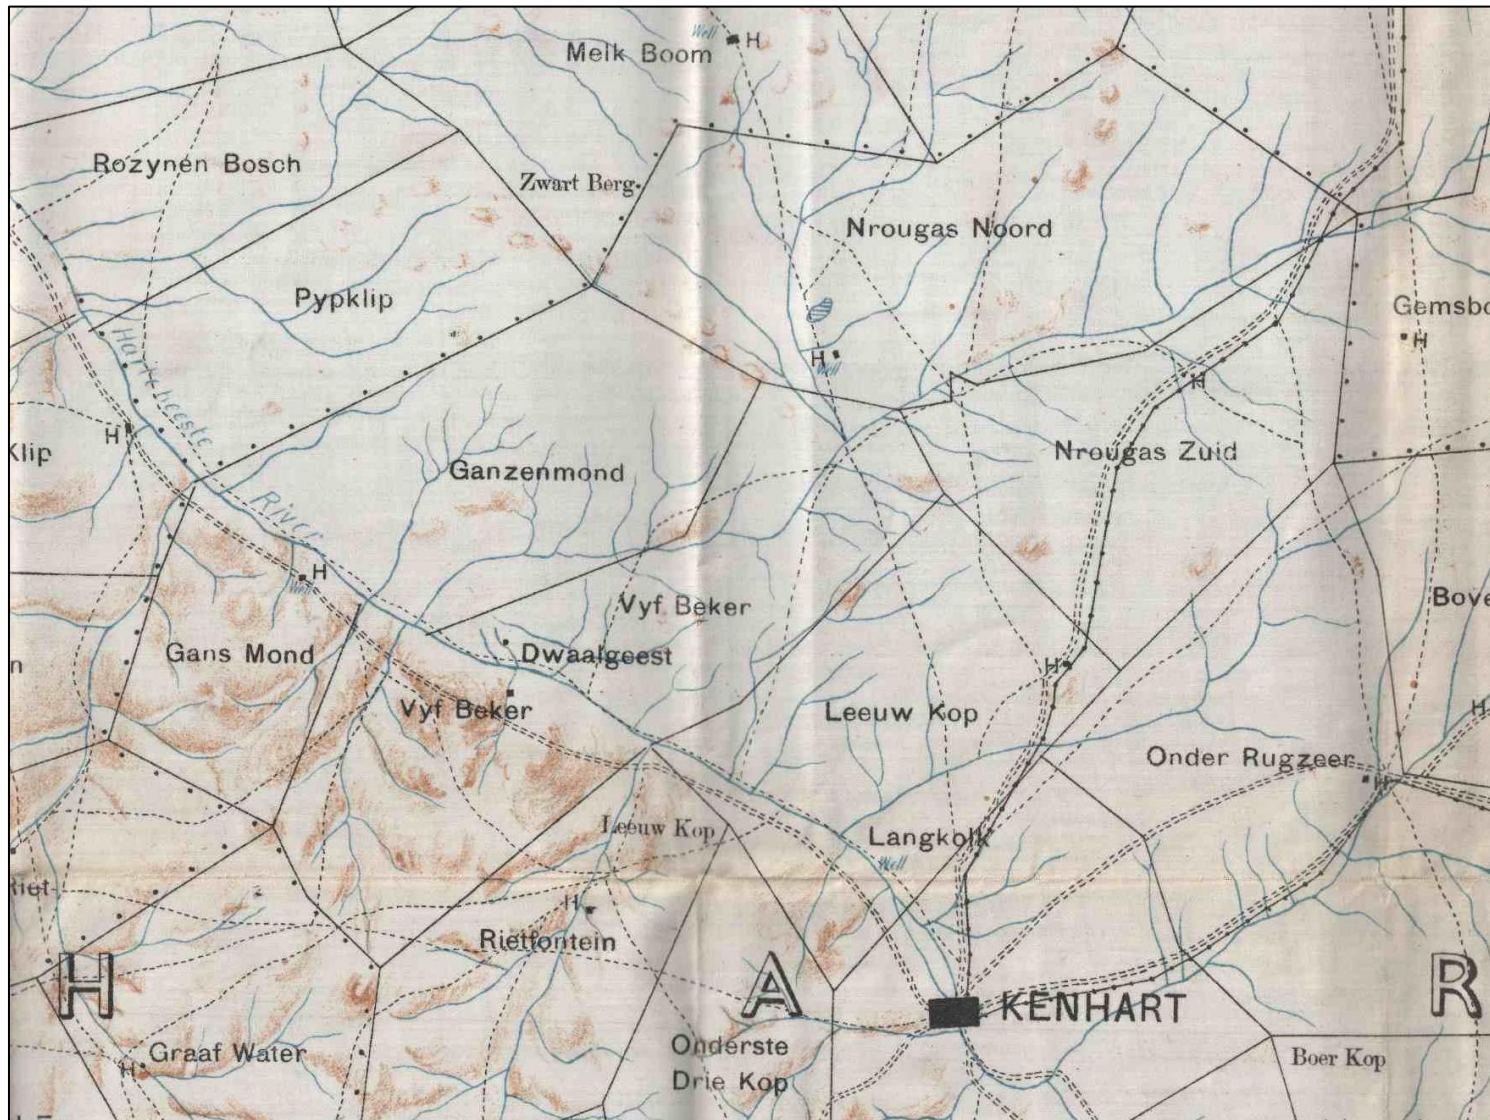 Well
H
Melk Boom
Rozynen Bosch
Zwart Berg
Nrougas Noord
Pypklip
Gemsbo
H
Hartebeeste
River
H
Well
H
H
Klip
Ganzenmond
Nrougas Zuid
H
Well
Vyf Beker
Bove
Gans Mond
Dwaalgeest
n
H
Vyf Beker
Leeuw Kop
H
Onder Rugzeer
H
Leeuw Kop
Langkolk
Well
Riet-
H
Rietfontein
H
A
R
KENHART
Graaf Water
H
Onderste
Drie Kop
Boer Kop